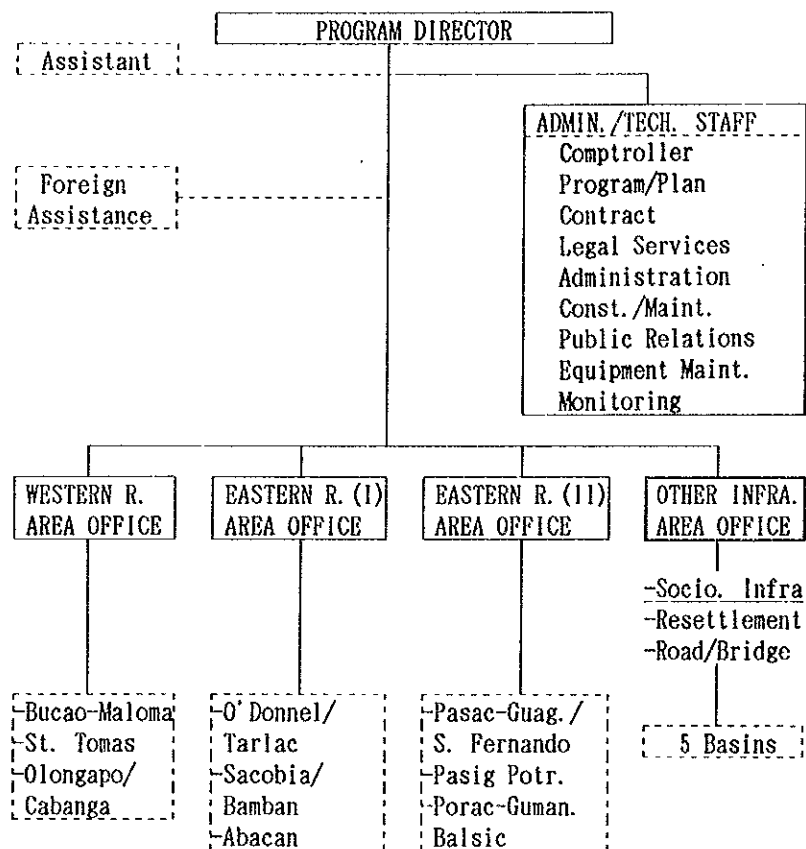 PROGRAM DIRECTOR
Assistant
ADMIN./TECH. STAFF
Comptroller
Program/Plan
Contract
Legal Services
Administration
Const./Maint.
Public Relations
Equipment Maint.
Monitoring
Foreign
Assistance
WESTERN R.
AREA OFFICE
EASTERN R. (I)
AREA OFFICE
EASTERN R. (II)
AREA OFFICE
OTHER INFRA.
AREA OFFICE
-Socio. Infra
-Resettlement
-Road/Bridge
-Bucao-Maloma
-St. Tomas
-Olongapo/
Cabanga
-O'Donnel/
Tarlac
-Sacobia/
Bamban
-Abacan
-Pasac-Guag./
S. Fernando
-Pasig Potr.
-Porac-Guman.
Balsic
5 Basins